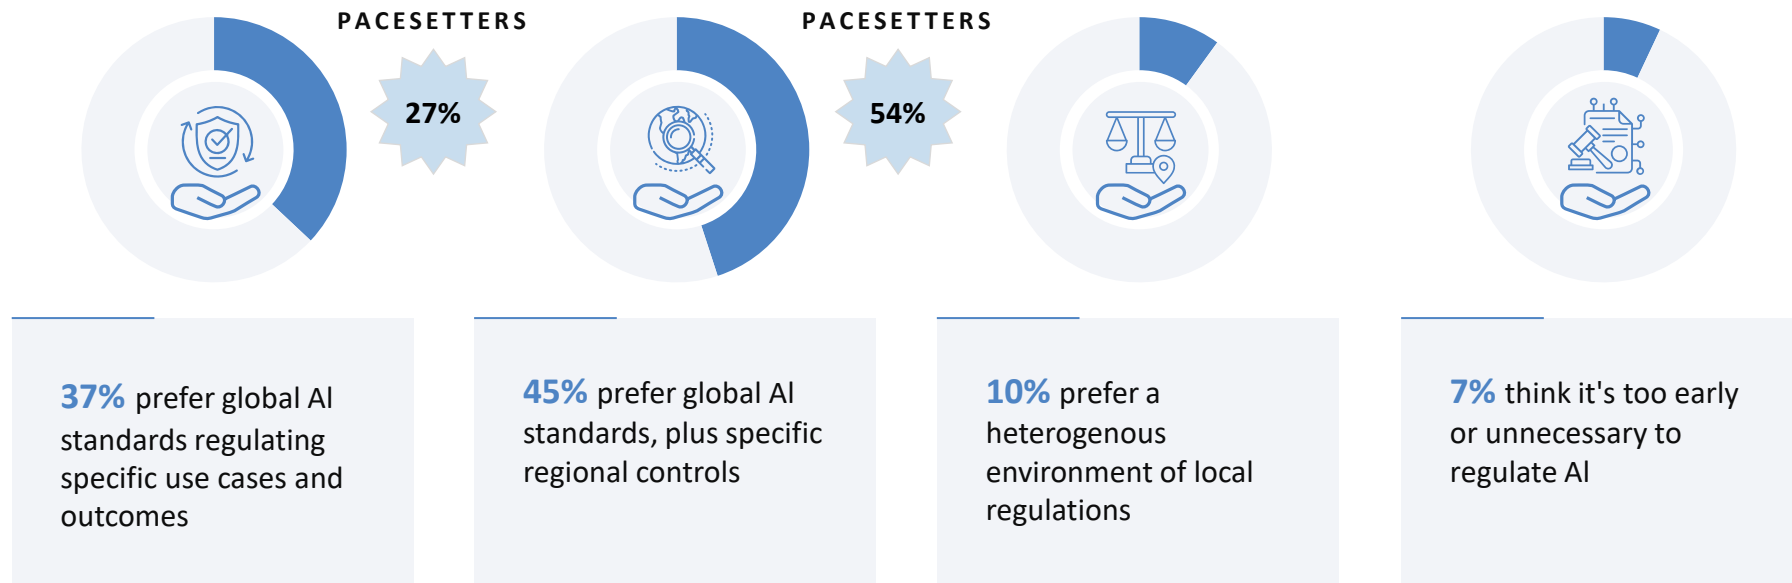 PACESETTERS
27%
PACESETTERS
54%
37% prefer global AI
standards regulating
specific use cases and
outcomes
45% prefer global AI
standards, plus specific
regional controls
10% prefer a
heterogenous
environment of local
regulations
7% think it's too early
or unnecessary to
regulate AI